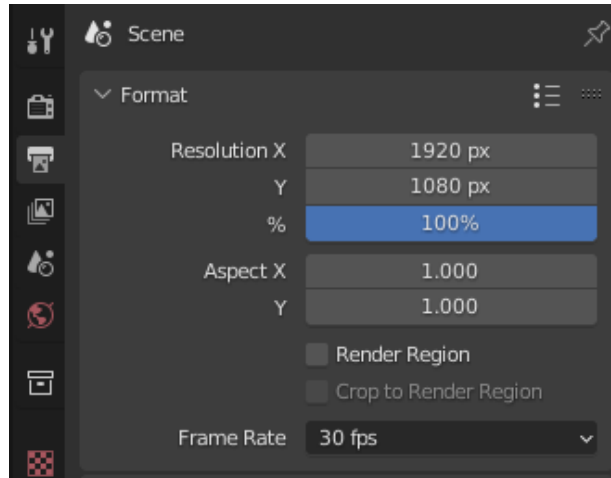 Scene
Format
Resolution X 1920 px
Y 1080 px
% 100%
Aspect X 1.000
Y 1.000
Render Region
Crop to Render Region
Frame Rate 30 fps